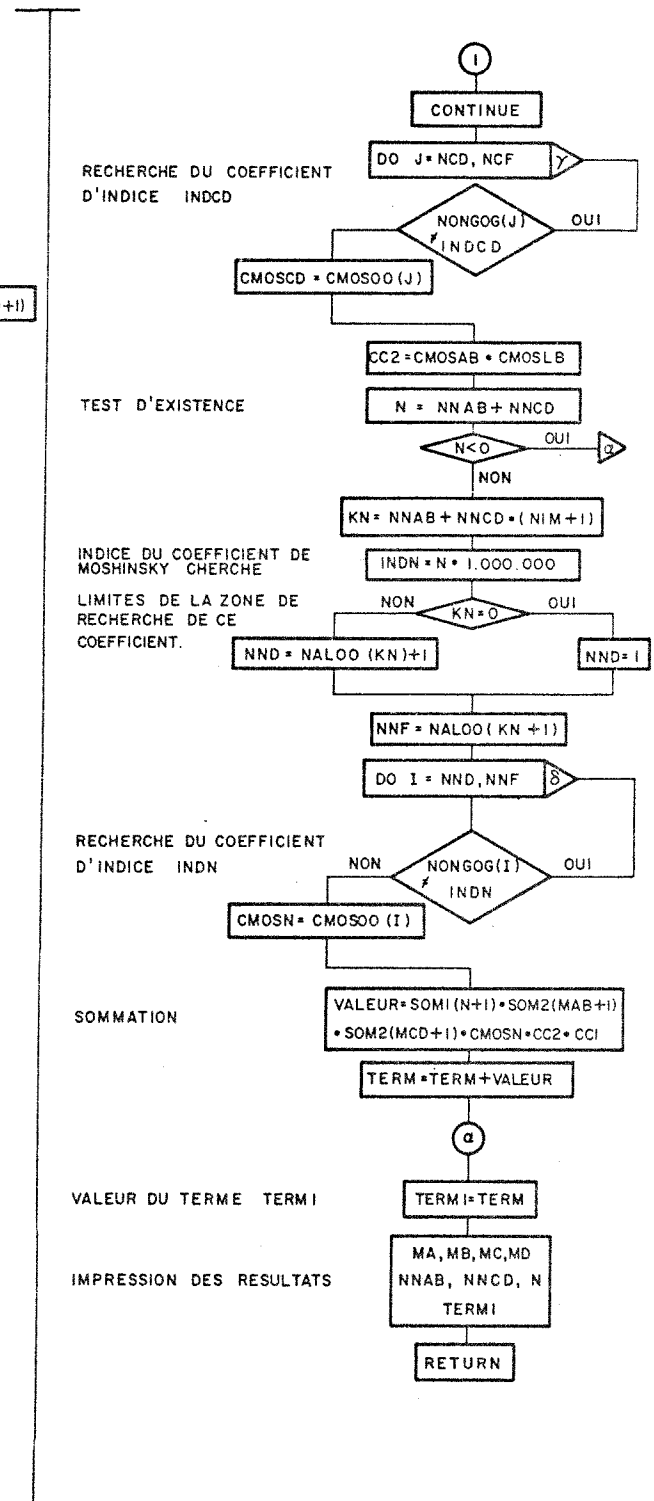 1
CONTINUE
DO J=NCD, NCF
γ
RECHERCHE DU COEFFICIENT
D'INDICE INDCD
NONGOG(J)
≠
INDCD
OUI
CMOSCD = CMOSOO (J)
+1)
CC2=CMOSAB * CMOSLB
TEST D'EXISTENCE
N = NNAB+NNCD
N<0
OUI
α
NON
KN= NNAB+NNCD*(NIM+1)
INDICE DU COEFFICIENT DE
MOSHINSKY CHERCHE
INDN=N* 1.000.000
LIMITES DE LA ZONE DE
RECHERCHE DE CE
COEFFICIENT.
NON
KN=0
OUI
NND = NALOO (KN)+1
NND=1
NNF=NALOO(KN+1)
DO I = NND,NNF
δ
RECHERCHE DU COEFFICIENT
D'INDICE INDN
NON
NONGOG(I)
≠
INDN
OUI
CMOSN= CMOSOO (I)
SOMMATION
VALEUR=SOM1(N+1)*SOM2(MAB+1)
*SOM2(MCD+1)*CMOSN*CC2*CC1
TERM=TERM+VALEUR
α
VALEUR DU TERME TERM1
TERM1=TERM
IMPRESSION DES RESULTATS
MA,MB,MC,MD
NNAB, NNCD, N
TERM1
RETURN